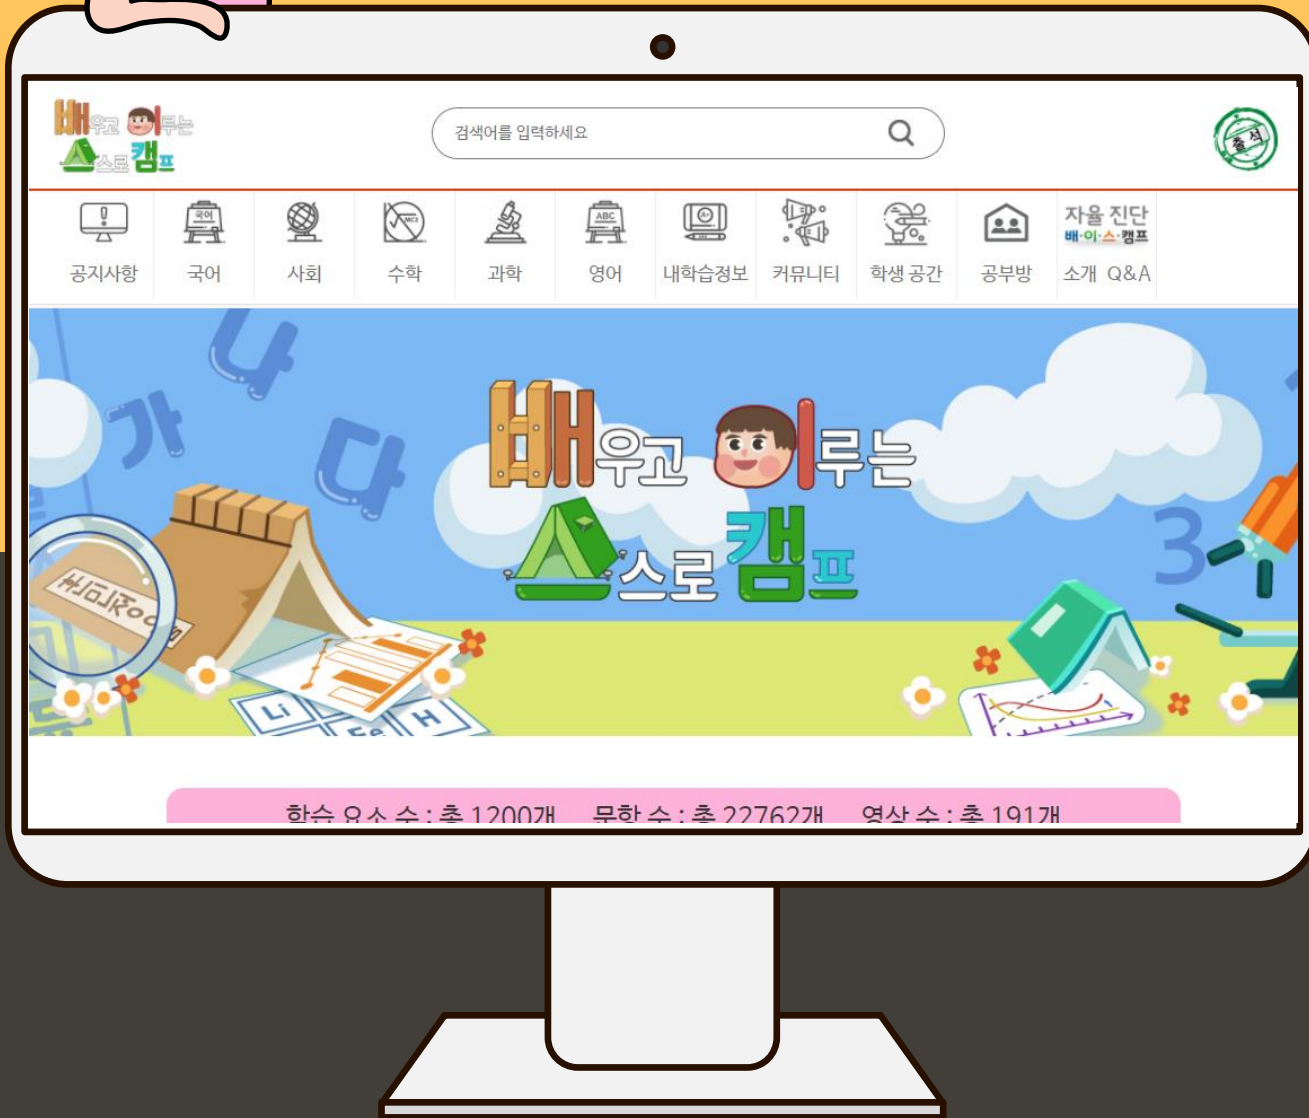 배우고 이루는
스스로캠프
검색어를 입력하세요
출석
국어
ABC
A+
자율 진단
배·이·스·캠프
공지사항 국어 사회 수학 과학 영어 내학습정보 커뮤니티 학생 공간 공부방 소개 Q&A
가 나 다
배우고 이루는
스스로캠프
3
Li Fe H
학습 요소 수 : 총 1200개 문항 수 : 총 22762개 영상 수 : 총 191개